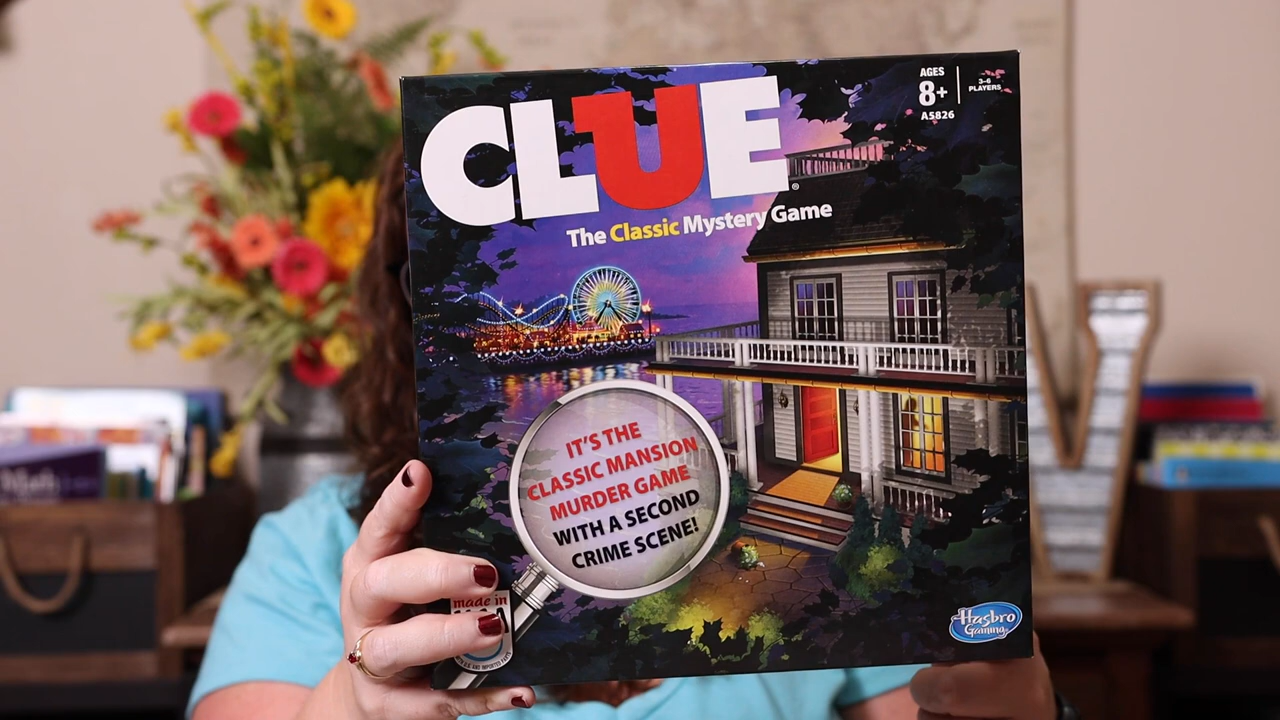 CLUE
The Classic Mystery Game
AGES
8+
A5826
3-6
PLAYERS
IT'S THE
CLASSIC MANSION
MURDER GAME
WITH A SECOND
CRIME SCENE!
made in
Hasbro
Gaming
Math